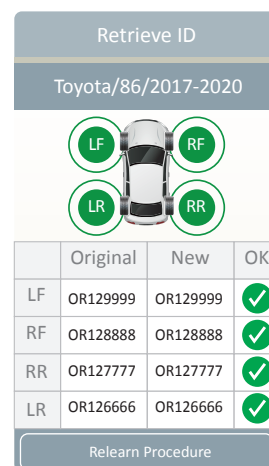 Retrieve ID
Toyota/86/2017-2020
LF RF
LR RR
Original New OK
LF OR129999 OR129999
RF OR128888 OR128888
RR OR127777 OR127777
LR OR126666 OR126666
Relearn Procedure